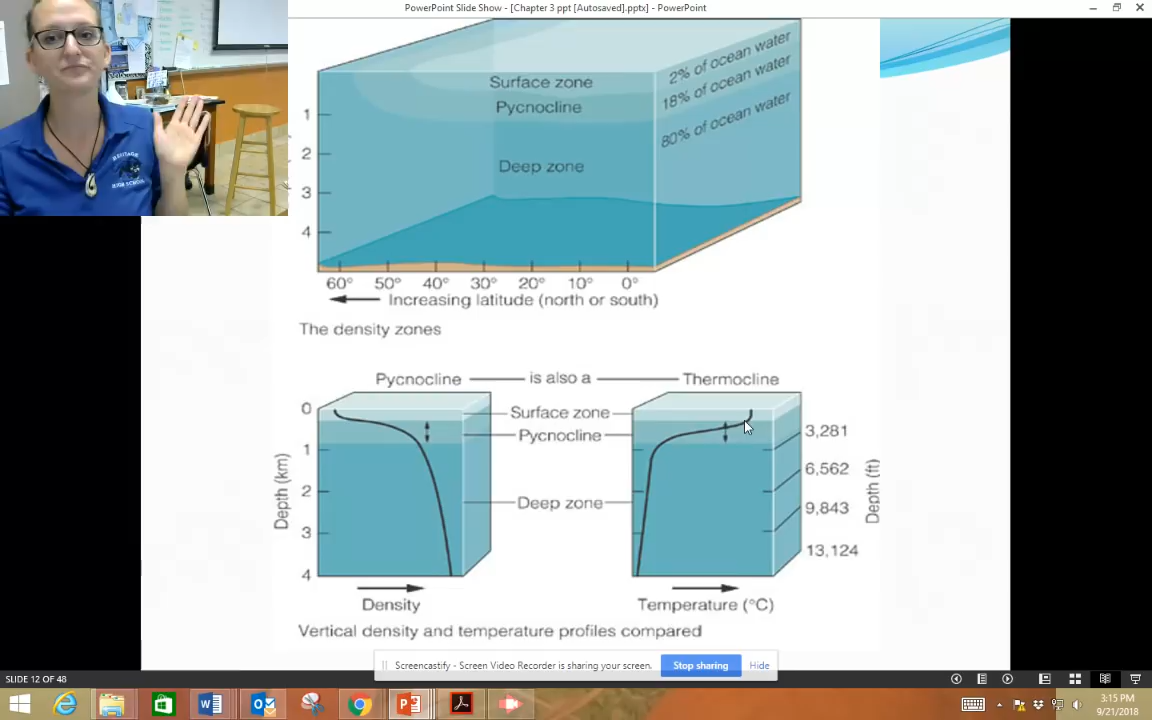 PowerPoint Slide Show - [Chapter 3 ppt [Autosaved].pptx] - PowerPoint
HERITAGE
HIGH SCHOOL
Surface zone
2% of ocean water
Pycnocline
18% of ocean water
80% of ocean water
Deep zone
1
2
3
4
60° 50° 40° 30° 20° 10° 0°
Increasing latitude (north or south)
The density zones
Pycnocline is also a Thermocline
0
1
2
3
4
Depth (km)
Surface zone
Pycnocline
Deep zone
3,281
6,562
9,843
13,124
Depth (ft)
Density
Temperature (°C)
Vertical density and temperature profiles compared
Screencastify - Screen Video Recorder is sharing your screen. Stop sharing Hide
SLIDE 12 OF 48
3:15 PM
9/21/2018